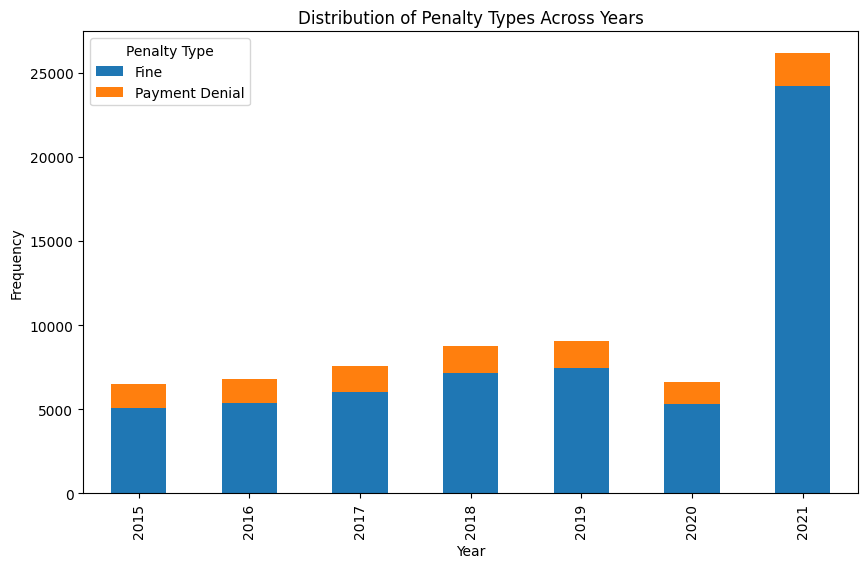 Distribution of Penalty Types Across Years
Penalty Type
Fine
Payment Denial
Frequency
25000
20000
15000
10000
5000
0
2015
2016
2017
2018
2019
2020
2021
Year